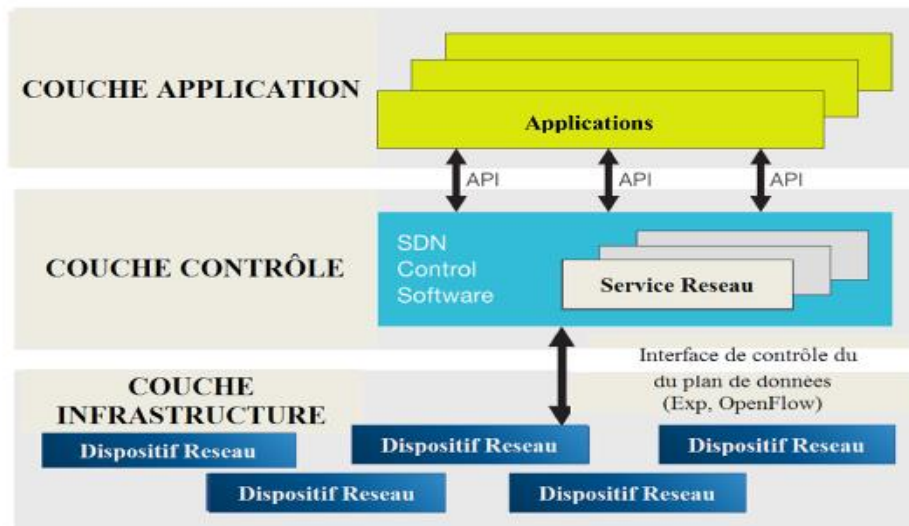 COUCHE APPLICATION
Applications
API
API
API
COUCHE CONTRÔLE
SDN
Control
Software
Service Reseau
Interface de contrôle du
du plan de données
(Exp, OpenFlow)
COUCHE
INFRASTRUCTURE
Dispositif Reseau
Dispositif Reseau
Dispositif Reseau
Dispositif Reseau
Dispositif Reseau